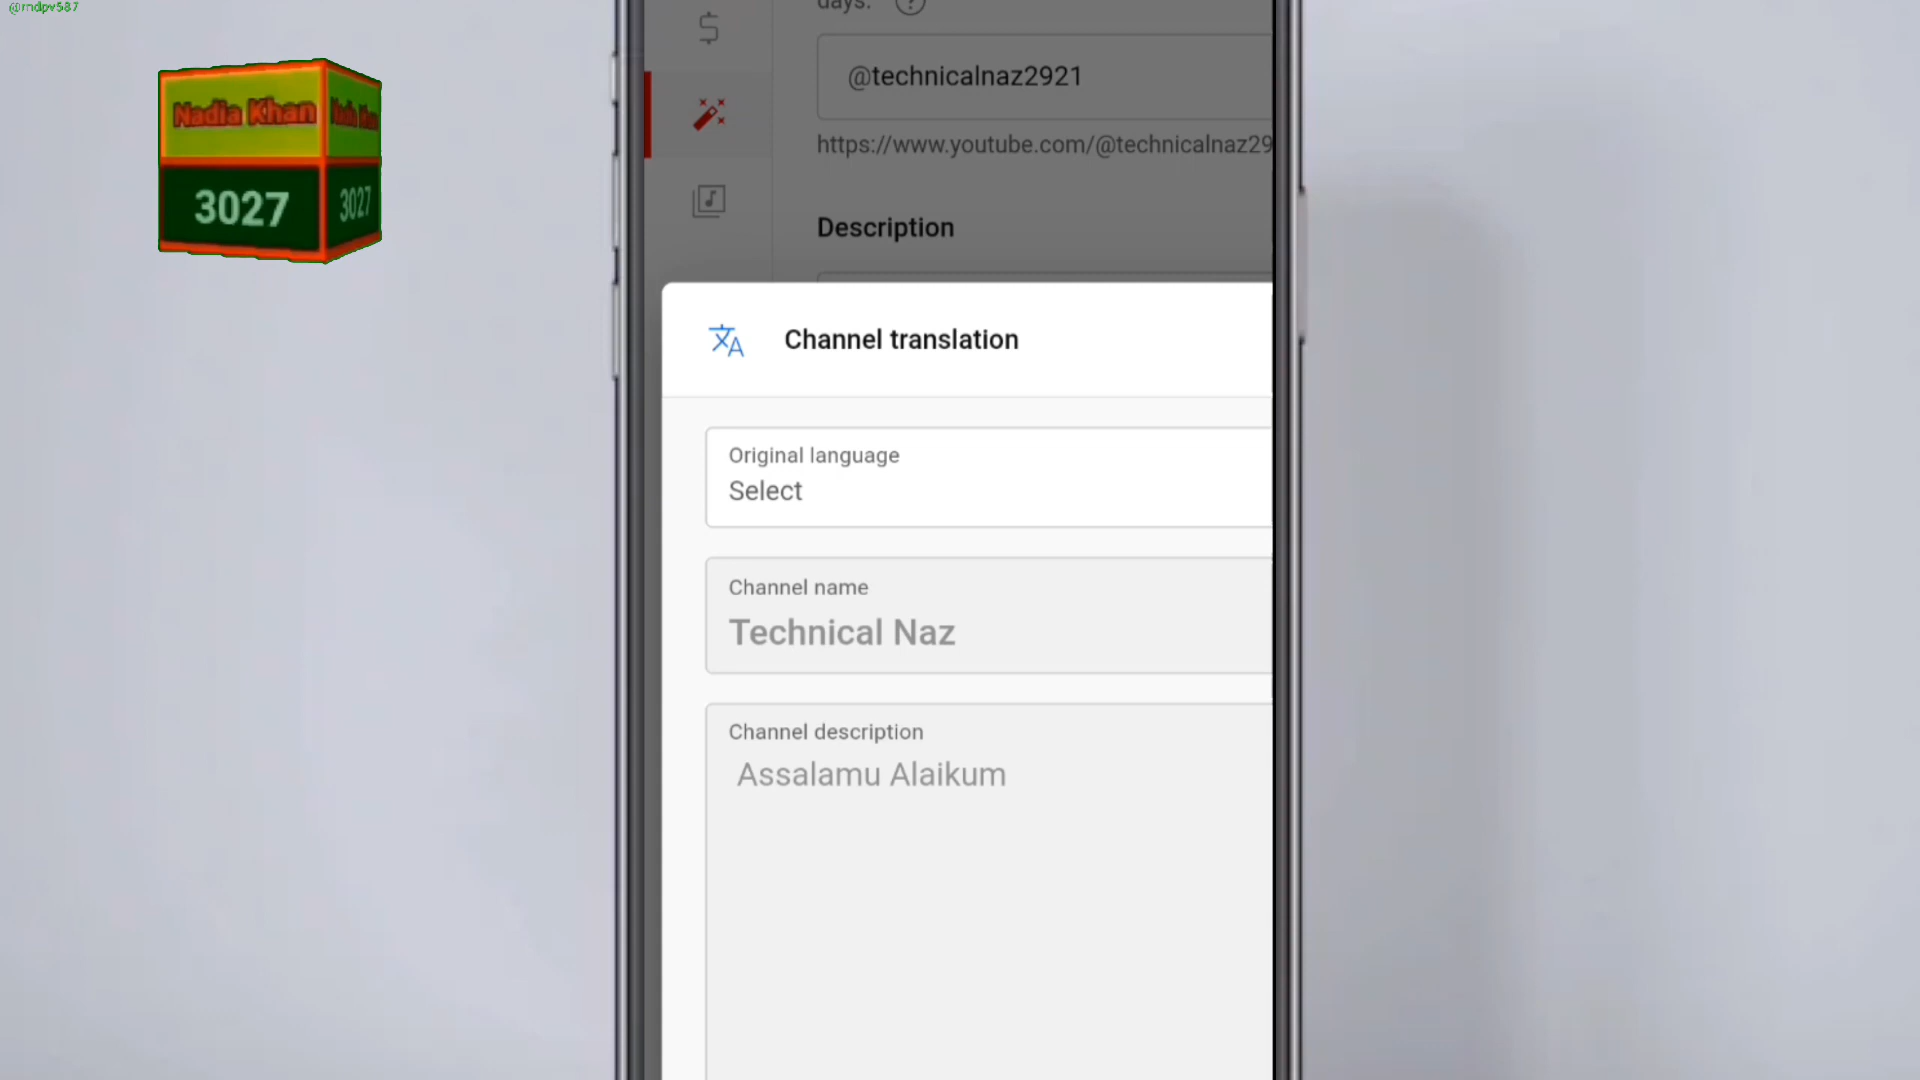 @mdpv587
Nadia Khan
3027
3027
days.
@technicalnaz2921
https://www.youtube.com/@technicalnaz29
Description
Channel translation
Original language
Select
Channel name
Technical Naz
Channel description
Assalamu Alaikum